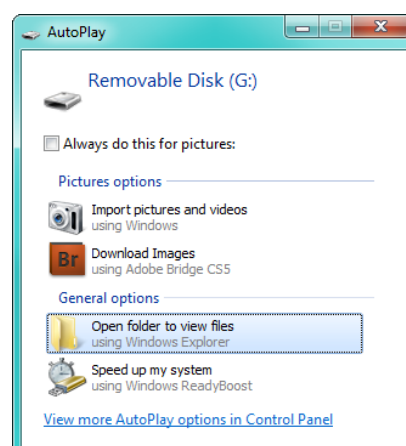 AutoPlay
Removable Disk (G:)
Always do this for pictures:
Pictures options
Import pictures and videos
using Windows
Br
Download Images
using Adobe Bridge CS5
General options
Open folder to view files
using Windows Explorer
Speed up my system
using Windows ReadyBoost
View more AutoPlay options in Control Panel